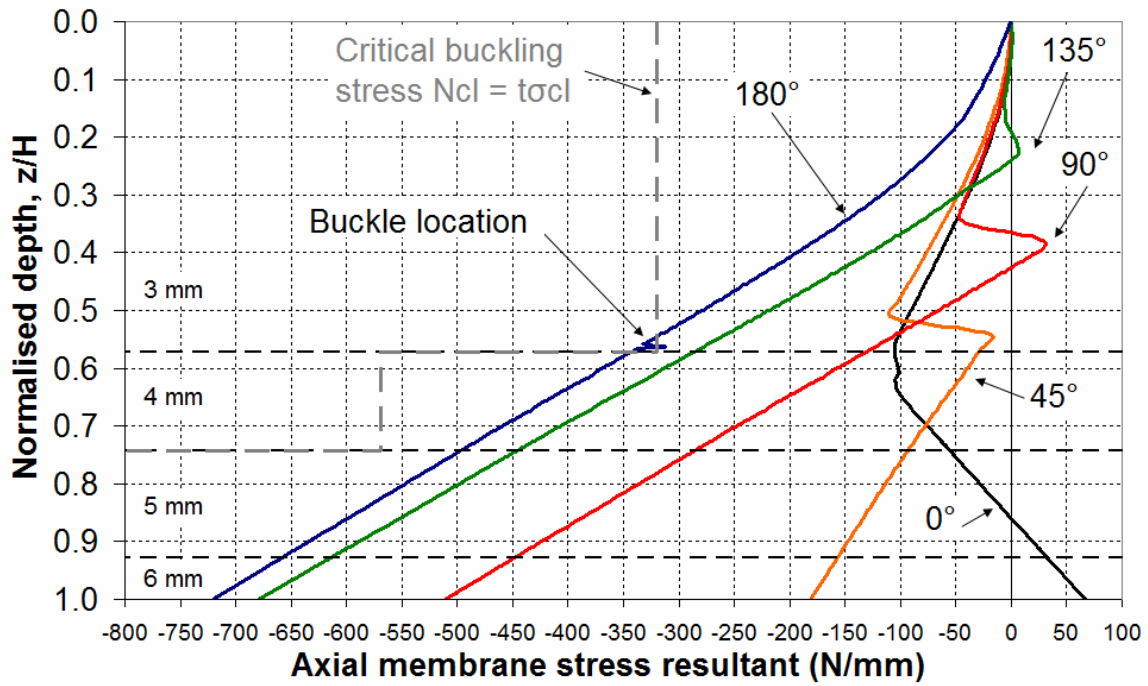 Normalised depth, z/H
0.0
0.1
0.2
0.3
0.4
0.5
0.6
0.7
0.8
0.9
1.0
Critical buckling
stress Ncl = tσcl
180°
135°
90°
Buckle location
3 mm
4 mm
45°
5 mm
0°
6 mm
-800 -750 -700 -650 -600 -550 -500 -450 -400 -350 -300 -250 -200 -150 -100 -50 0 50 100
Axial membrane stress resultant (N/mm)